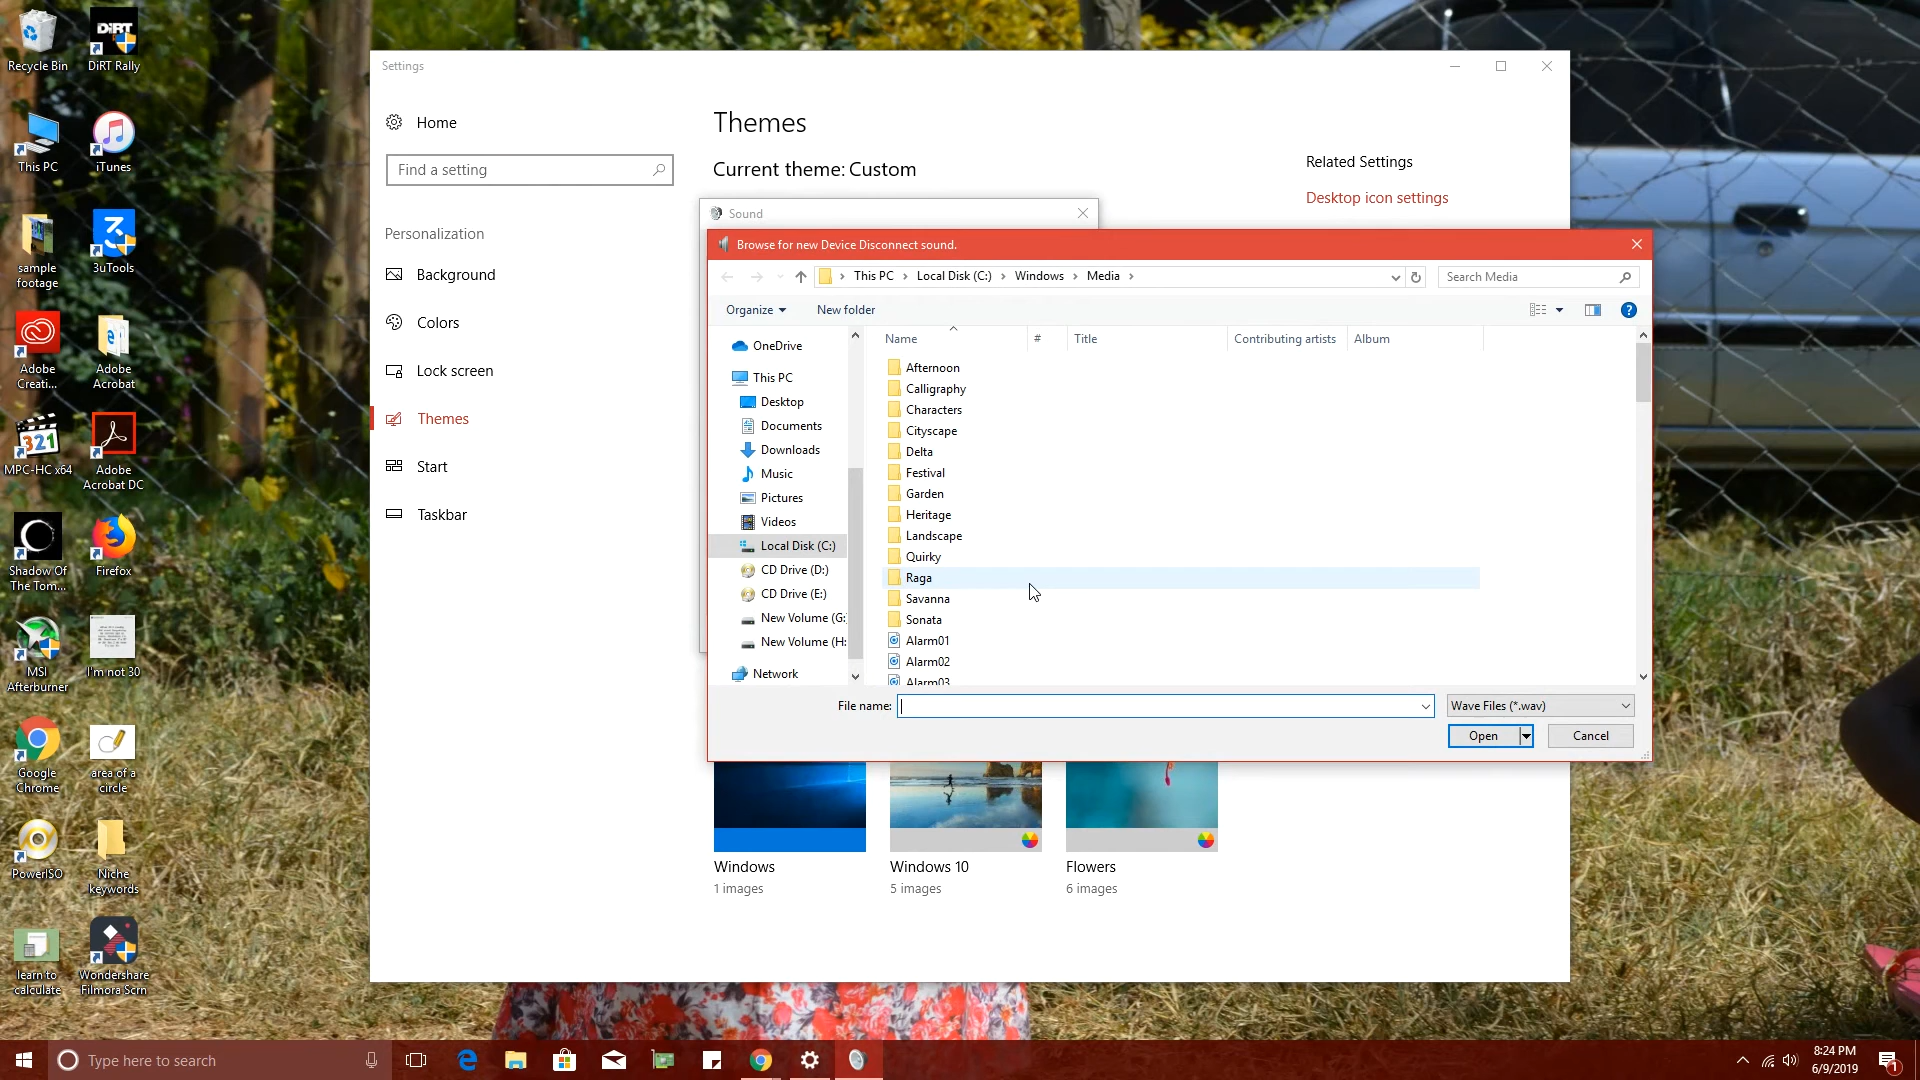 Recycle Bin
DiRT Rally
This PC
iTunes
sample
footage
3uTools
Adobe
Creati...
Adobe
Acrobat
MPC-HC x64
Adobe
Acrobat DC
Shadow Of
The Tom...
Firefox
MSI
Afterburner
I'm not 30
Google
Chrome
area of a
circle
PowerISO
Niche
keywords
learn to
calculate
Wondershare
Filmora Scrn
Settings
Home
Find a setting
Personalization
Background
Colors
Lock screen
Themes
Start
Taskbar
Themes
Current theme: Custom
Related Settings
Desktop icon settings
Sound
Browse for new Device Disconnect sound.
This PC
Local Disk (C:)
Windows
Media
Search Media
Organize
New folder
OneDrive
This PC
Desktop
Documents
Downloads
Music
Pictures
Videos
Local Disk (C:)
CD Drive (D:)
CD Drive (E:)
New Volume (G:
New Volume (H:
Network
Name
#
Title
Contributing artists
Album
Afternoon
Calligraphy
Characters
Cityscape
Delta
Festival
Garden
Heritage
Landscape
Quirky
Raga
Savanna
Sonata
Alarm01
Alarm02
Alarm03
File name:
Wave Files (*.wav)
Open
Cancel
Windows
1 images
Windows 10
5 images
Flowers
6 images
Type here to search
8:24 PM
6/9/2019
1